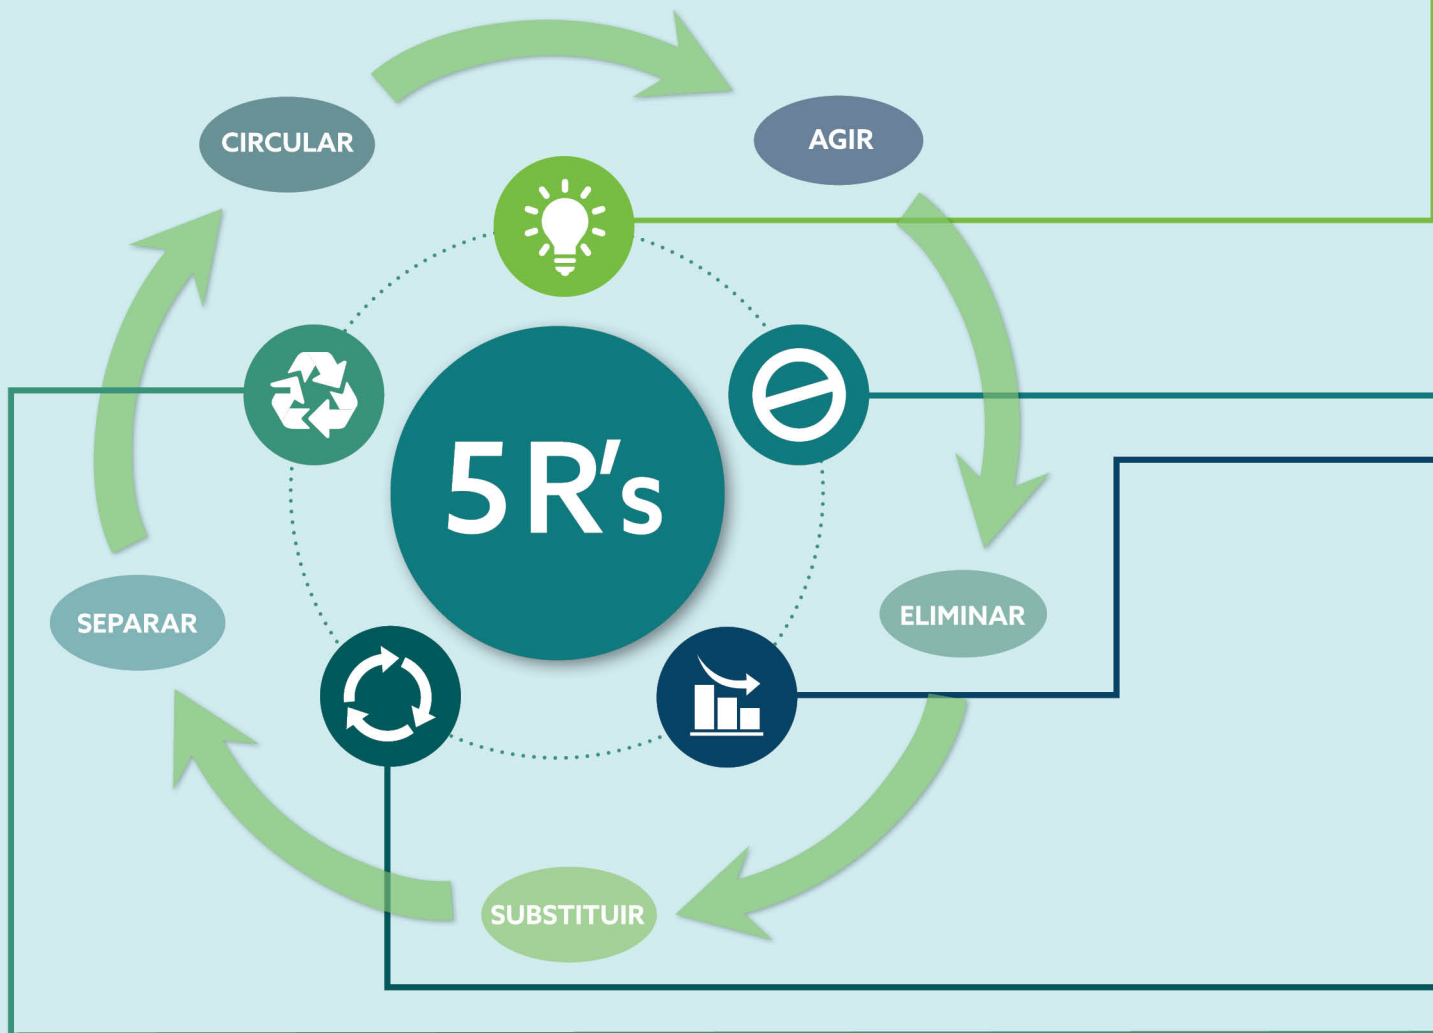 CIRCULAR
AGIR
5R's
SEPARAR
ELIMINAR
SUBSTITUIR